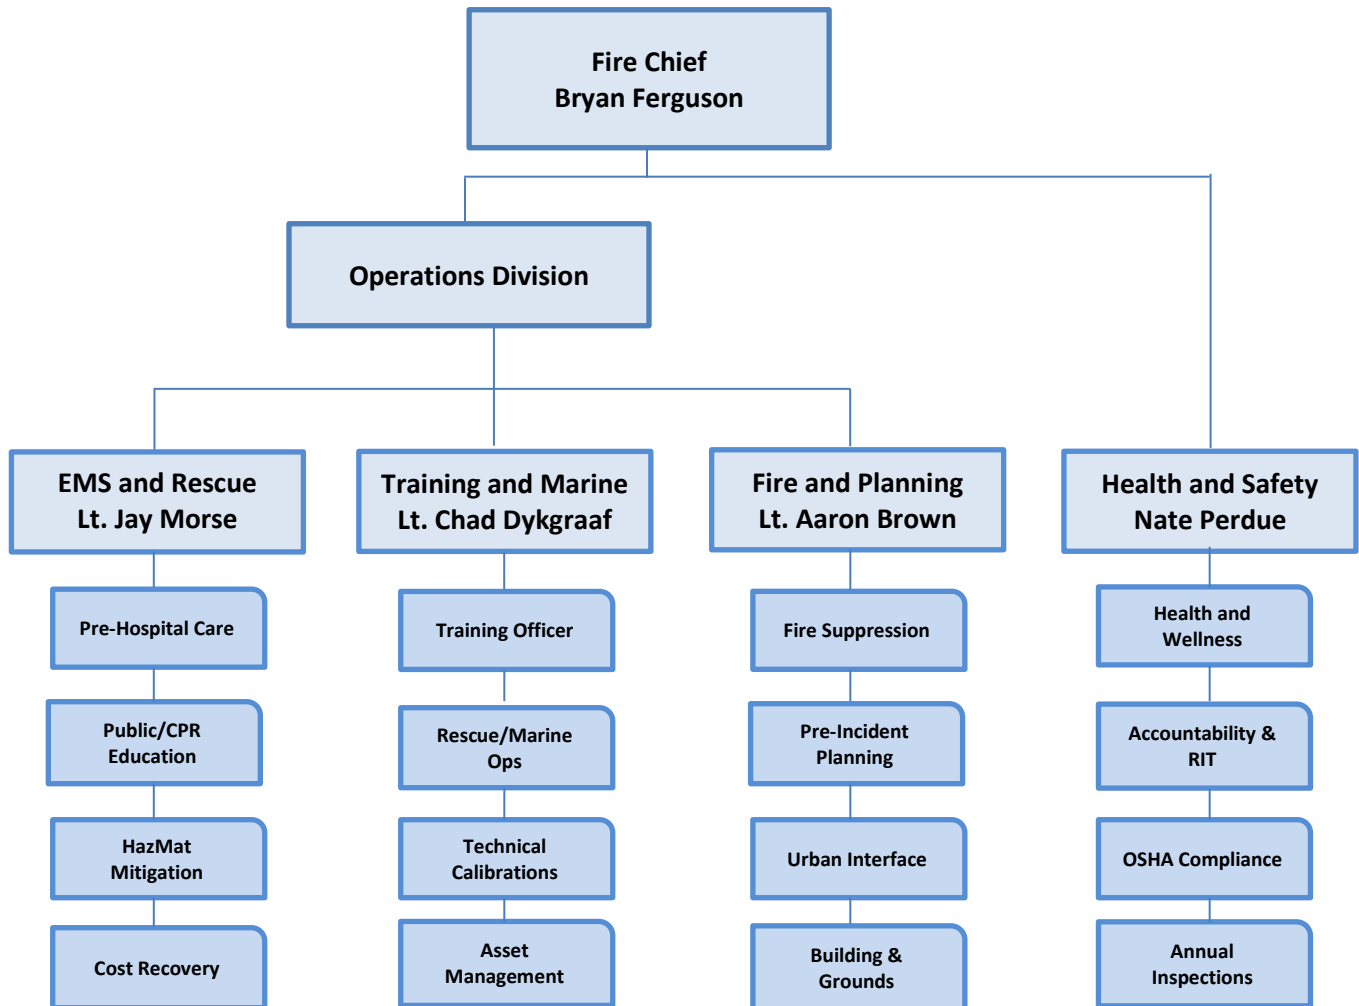 Fire Chief
Bryan Ferguson
Operations Division
EMS and Rescue
Lt. Jay Morse
Training and Marine
Lt. Chad Dykgraaf
Fire and Planning
Lt. Aaron Brown
Health and Safety
Nate Perdue
Pre-Hospital Care
Training Officer
Fire Suppression
Health and
Wellness
Public/CPR
Education
Rescue/Marine
Ops
Pre-Incident
Planning
Accountability &
RIT
HazMat
Mitigation
Technical
Calibrations
Urban Interface
OSHA Compliance
Cost Recovery
Asset
Management
Building &
Grounds
Annual
Inspections